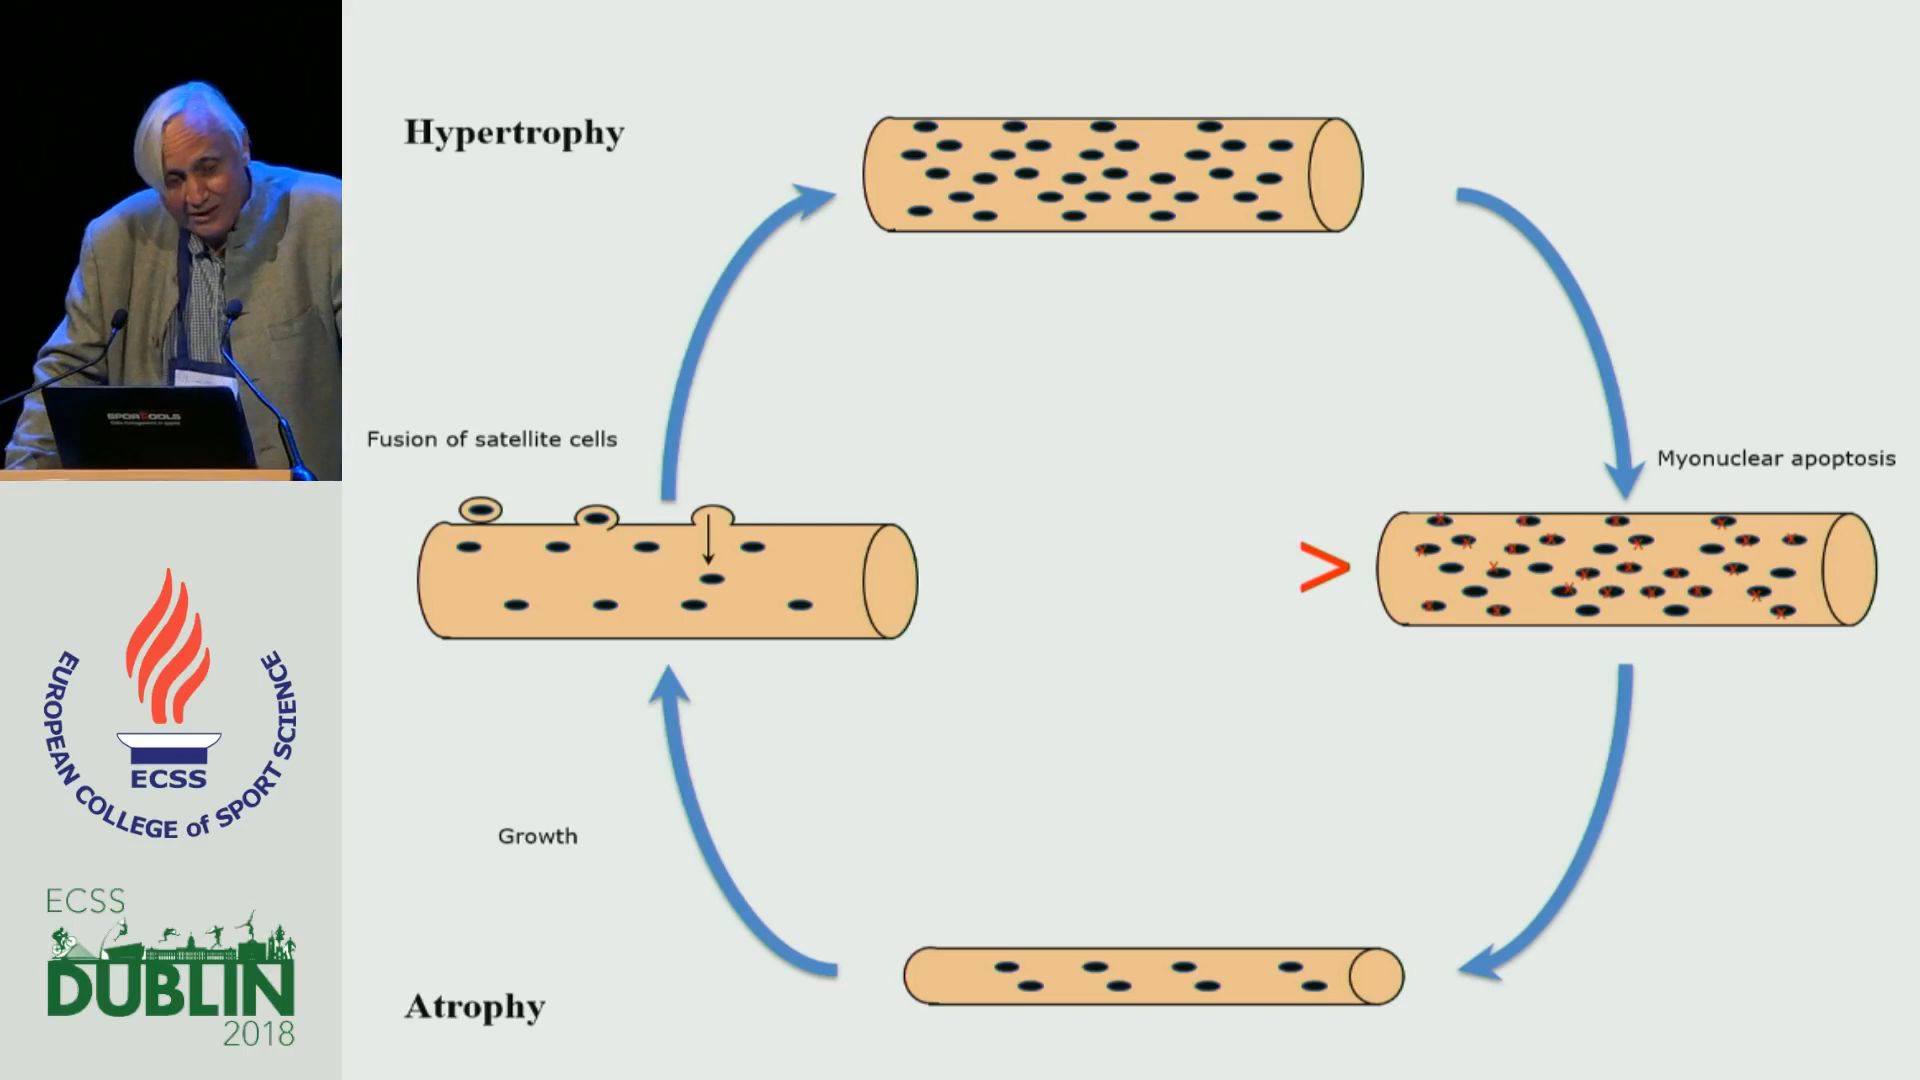 Hypertrophy
Fusion of satellite cells
Myonuclear apoptosis
>
Growth
Atrophy
EUROPEAN COLLEGE of SPORT SCIENCE
ECSS
ECSS
DUBLIN
2018